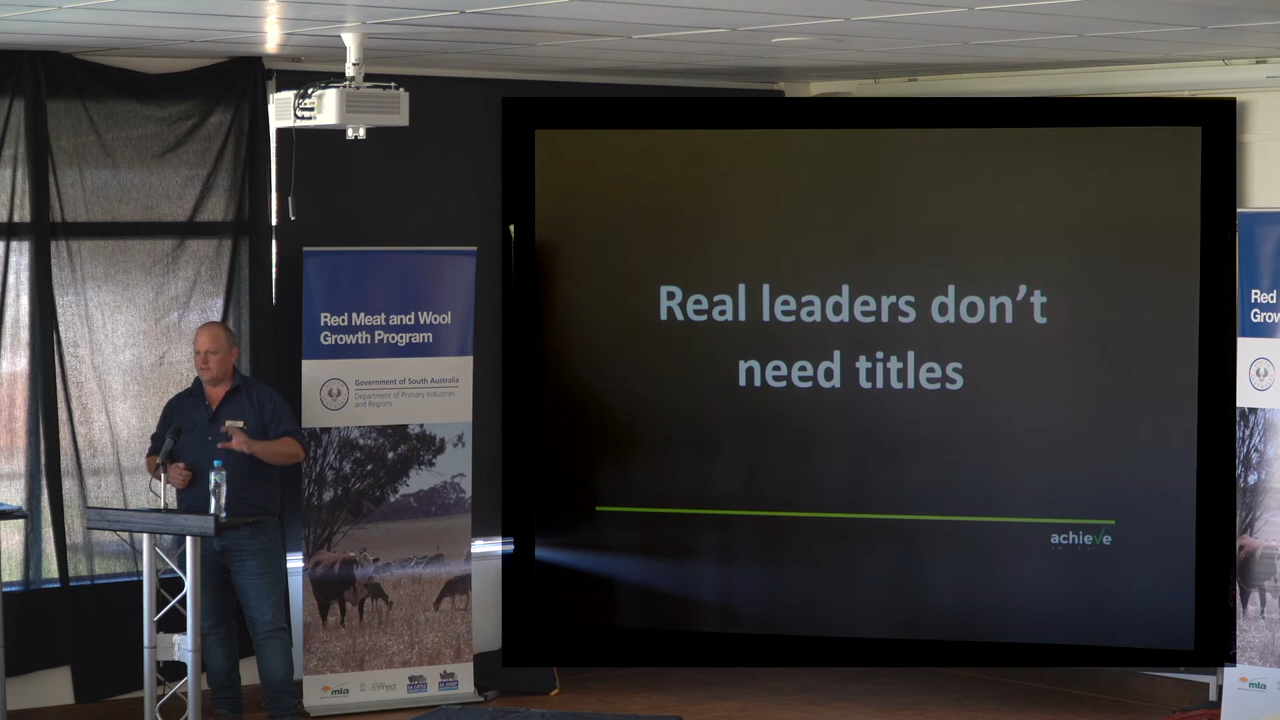 Red Meat and Wool
Growth Program
Government of South Australia
Department of Primary Industries
and Regions
mla
connect
Real leaders don't
need titles
achieve
Red
Grow
mla